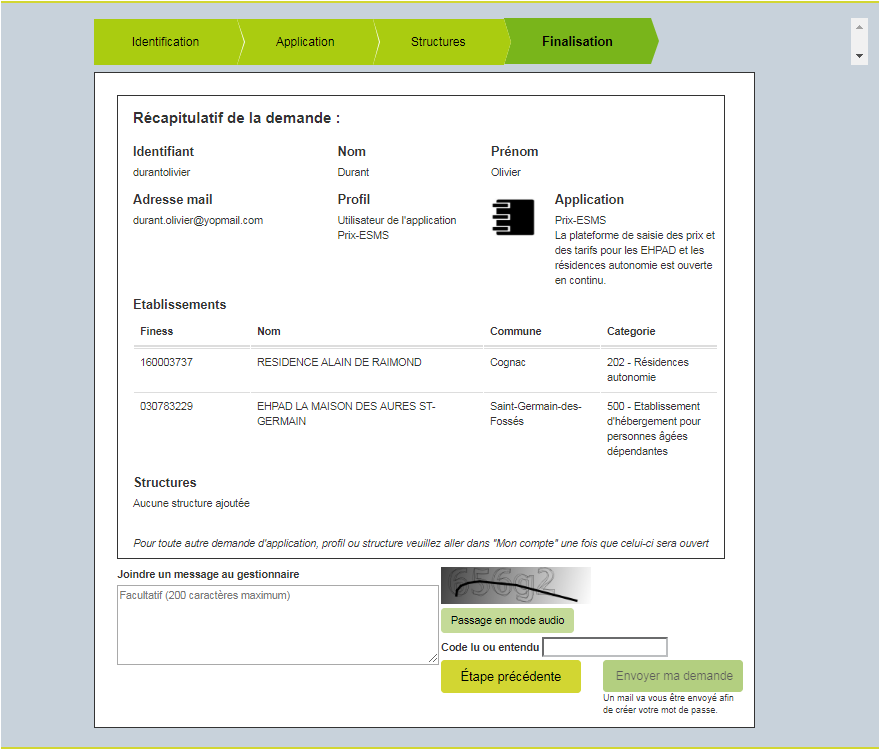 Identification
Application
Structures
Finalisation
Récapitulatif de la demande :
Identifiant
Nom
Prénom
durantolivier
Durant
Olivier
Adresse mail
Profil
Application
durant.olivier@yopmail.com
Utilisateur de l'application
Prix-ESMS
Prix-ESMS
La plateforme de saisie des prix et
des tarifs pour les EHPAD et les
résidences autonomie est ouverte
en continu.
Etablissements
Finess
Nom
Commune
Categorie
160003737
RESIDENCE ALAIN DE RAIMOND
Cognac
202 - Résidences
autonomie
030783229
EHPAD LA MAISON DES AURES ST-
GERMAIN
Saint-Germain-des-
Fossés
500 - Etablissement
d'hébergement pour
personnes âgées
dépendantes
Structures
Aucune structure ajoutée
Pour toute autre demande d'application, profil ou structure veuillez aller dans "Mon compte" une fois que celui-ci sera ouvert
Joindre un message au gestionnaire
Facultatif (200 caractères maximum)
656g2
Passage en mode audio
Code lu ou entendu
Étape précédente
Envoyer ma demande
Un mail va vous être envoyé afin
de créer votre mot de passe.